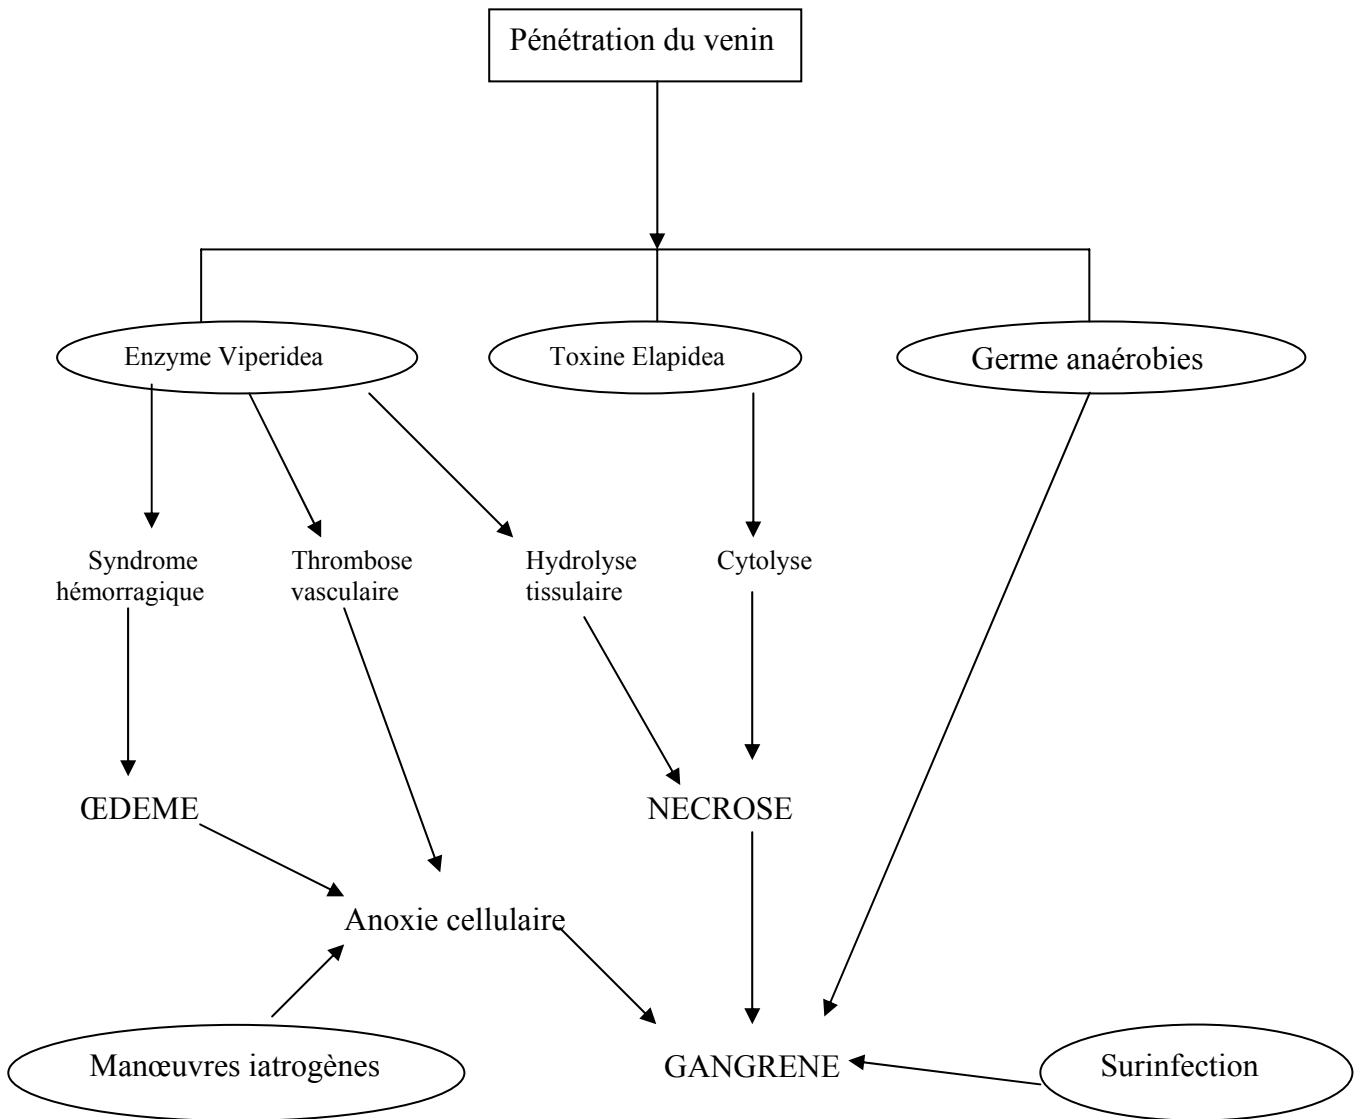 Pénétration du venin
Enzyme Viperidea
Toxine Elapidea
Germe anaérobies
Syndrome
hémorragique
Thrombose
vasculaire
Hydrolyse
tissulaire
Cytolyse
ŒDEME
NECROSE
Anoxie cellulaire
Manœuvres iatrogènes
GANGRENE
Surinfection